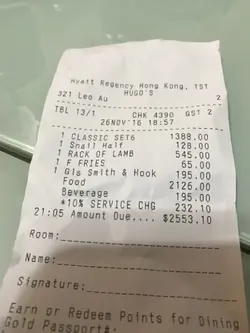 Hyatt Regency Hong Kong, TST
HUGO'S
321 Leo Au 2
TBL 13/1 CHK 4390 GST 2
26NOV'16 18:57
1 CLASSIC SET6 1388.00
1 Snail Half 128.00
1 RACK OF LAMB 545.00
1 F FRIES 65.00
1 Gls Smith & Hook 195.00
Food 2126.00
Beverage 195.00
*10% SERVICE CHG 232.10
21:05 Amount Due.... $2553.10
Room:
Name:
Signature:
Earn or Redeem Points for Dining
Gold Passport#: